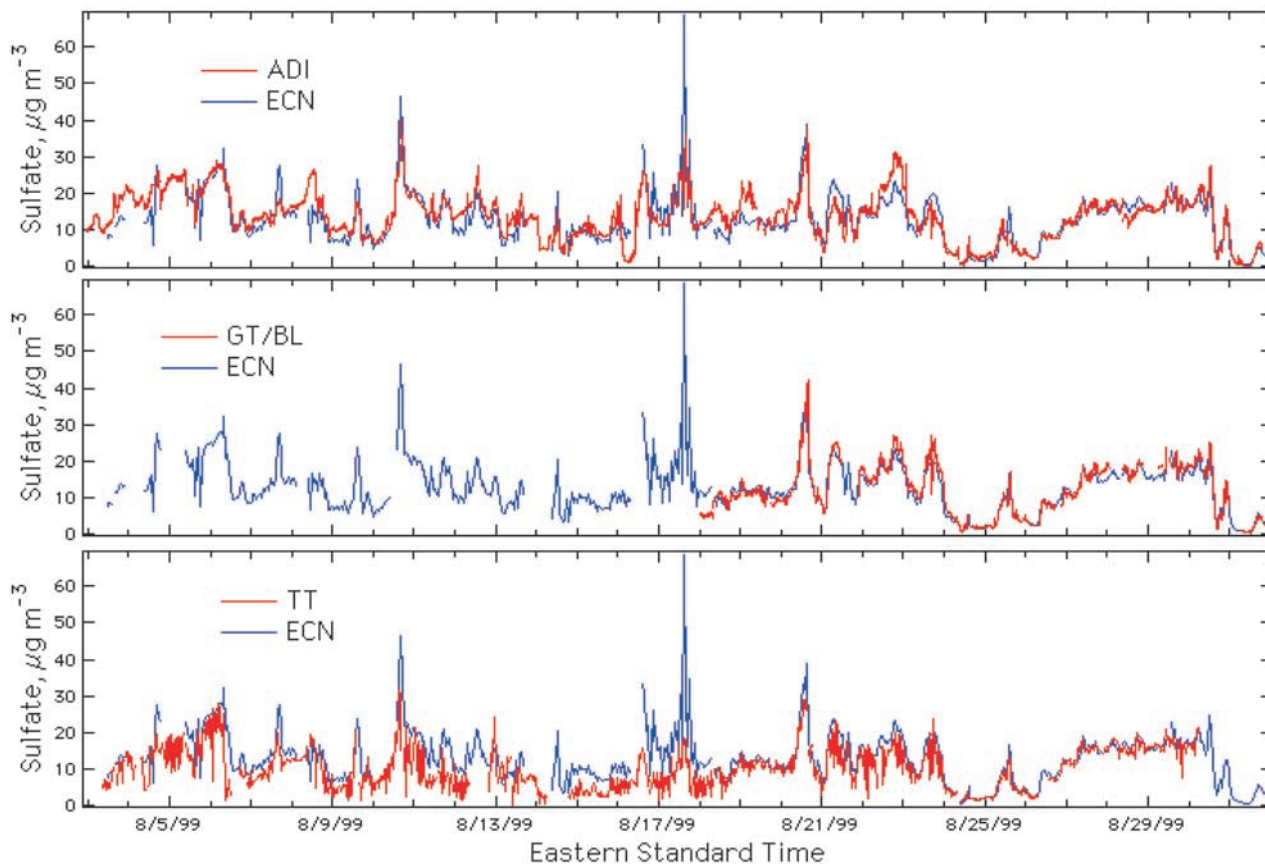 Sulfate, µg m⁻³
60
50
40
30
20
10
0
ADI
ECN
Sulfate, µg m⁻³
60
50
40
30
20
10
0
GT/BL
ECN
Sulfate, µg m⁻³
60
50
40
30
20
10
0
TT
ECN
8/5/99 8/9/99 8/13/99 8/17/99 8/21/99 8/25/99 8/29/99
Eastern Standard Time